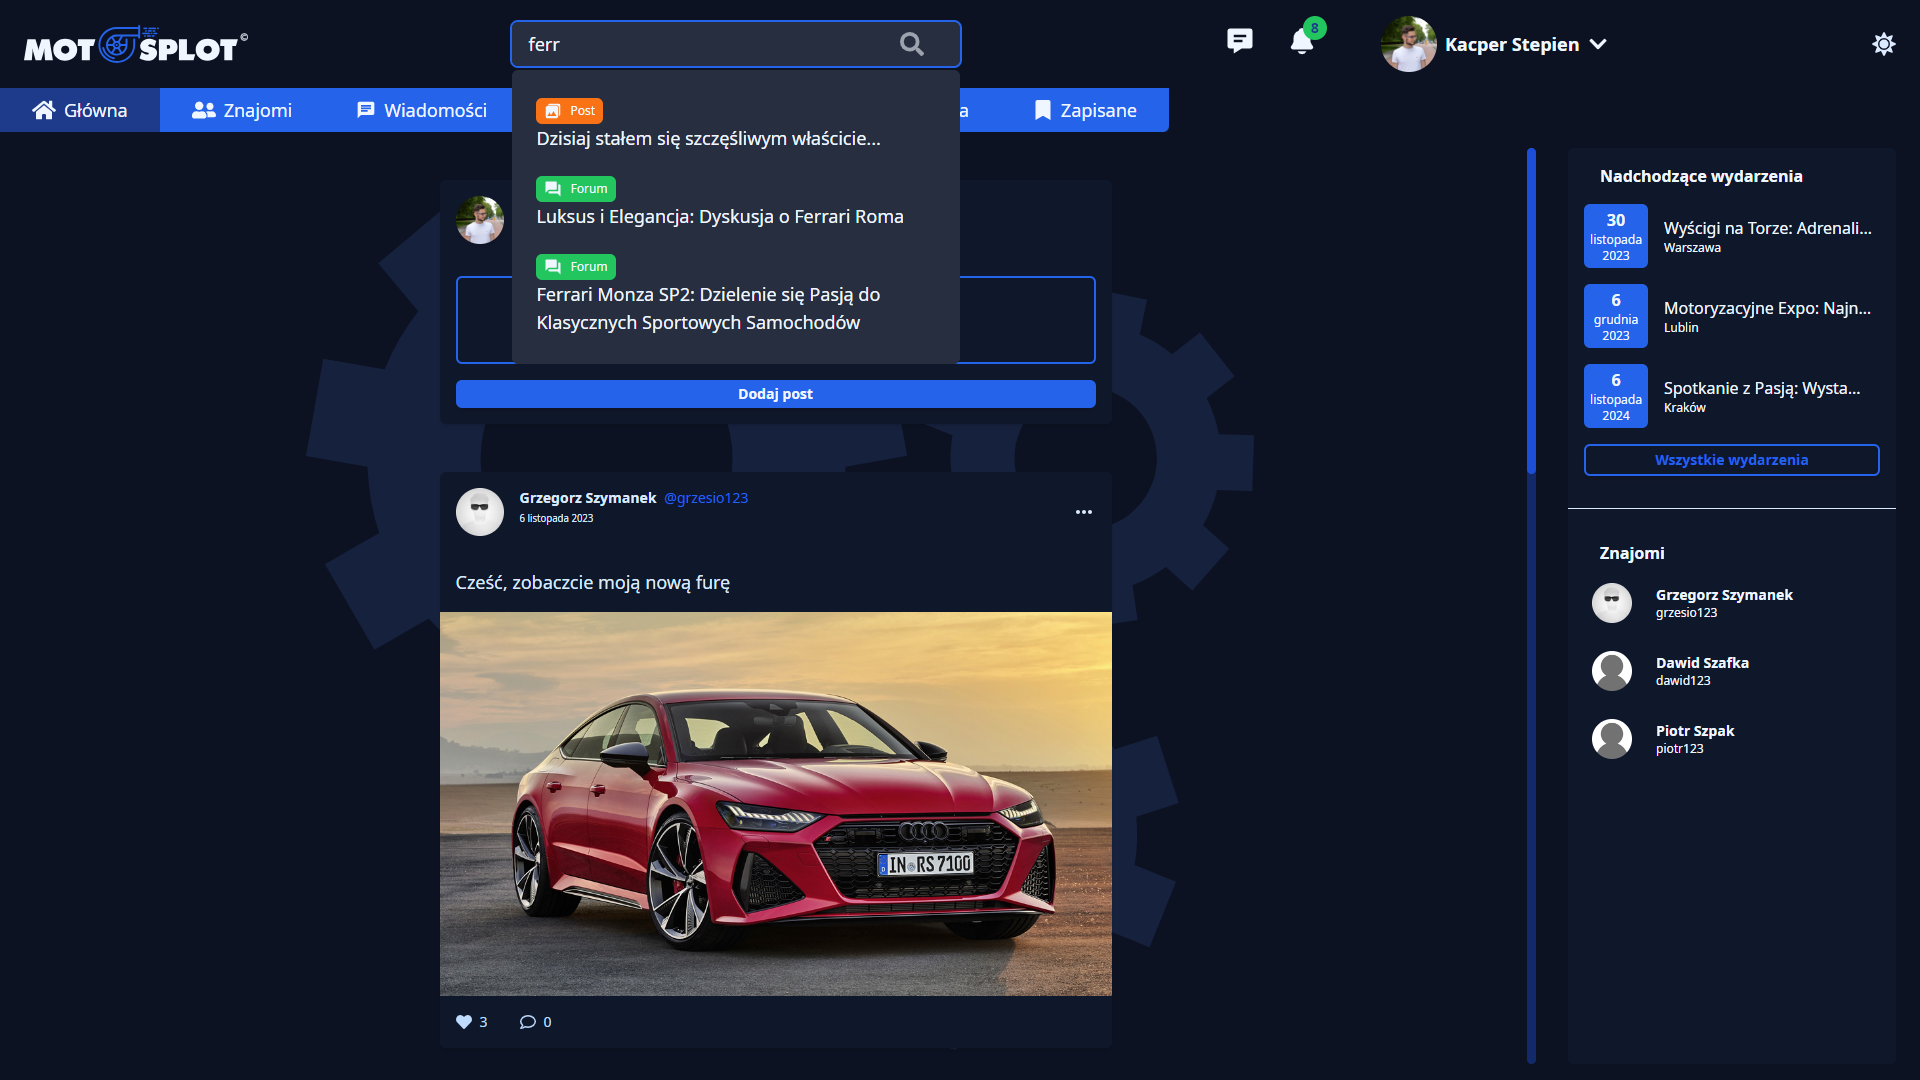 MOT SPLOT©
ferr
8
Kacper Stepien
Główna
Znajomi
Wiadomości
a
Zapisane
Post
Dzisiaj stałem się szczęśliwym właścicie...
Forum
Luksus i Elegancja: Dyskusja o Ferrari Roma
Forum
Ferrari Monza SP2: Dzielenie się Pasją do
Klasycznych Sportowych Samochodów
Dodaj post
Grzegorz Szymanek @grzesio123
6 listopada 2023
Cześć, zobaczcie moją nową furę
IN RS 7100
3
0
Nadchodzące wydarzenia
30
listopada
2023
Wyścigi na Torze: Adrenali...
Warszawa
6
grudnia
2023
Motoryzacyjne Expo: Najn...
Lublin
6
listopada
2024
Spotkanie z Pasją: Wysta...
Kraków
Wszystkie wydarzenia
Znajomi
Grzegorz Szymanek
grzesio123
Dawid Szafka
dawid123
Piotr Szpak
piotr123